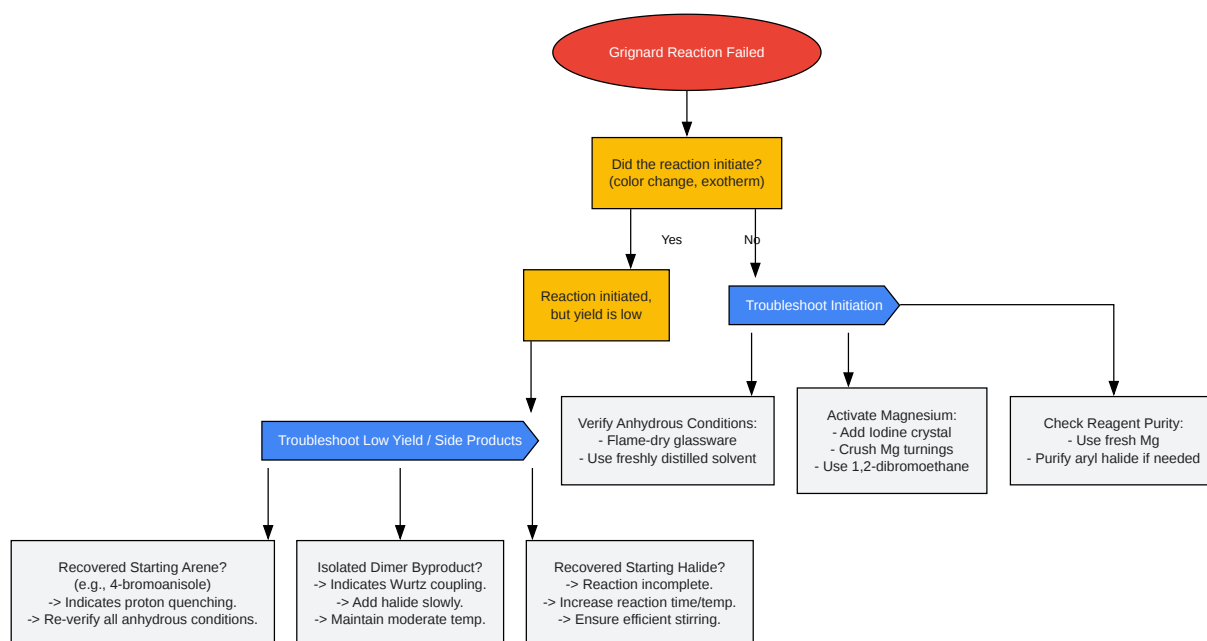 Grignard Reaction Failed
Did the reaction initiate?
(color change, exotherm)
Yes
No
Reaction initiated,
but yield is low
Troubleshoot Initiation
Verify Anhydrous Conditions:
- Flame-dry glassware
- Use freshly distilled solvent
Activate Magnesium:
- Add Iodine crystal
- Crush Mg turnings
- Use 1,2-dibromoethane
Check Reagent Purity:
- Use fresh Mg
- Purify aryl halide if needed
Troubleshoot Low Yield / Side Products
Recovered Starting Arene?
(e.g., 4-bromoanisole)
-> Indicates proton quenching.
-> Re-verify all anhydrous conditions.
Isolated Dimer Byproduct?
-> Indicates Wurtz coupling.
-> Add halide slowly.
-> Maintain moderate temp.
Recovered Starting Halide?
-> Reaction incomplete.
-> Increase reaction time/temp.
-> Ensure efficient stirring.